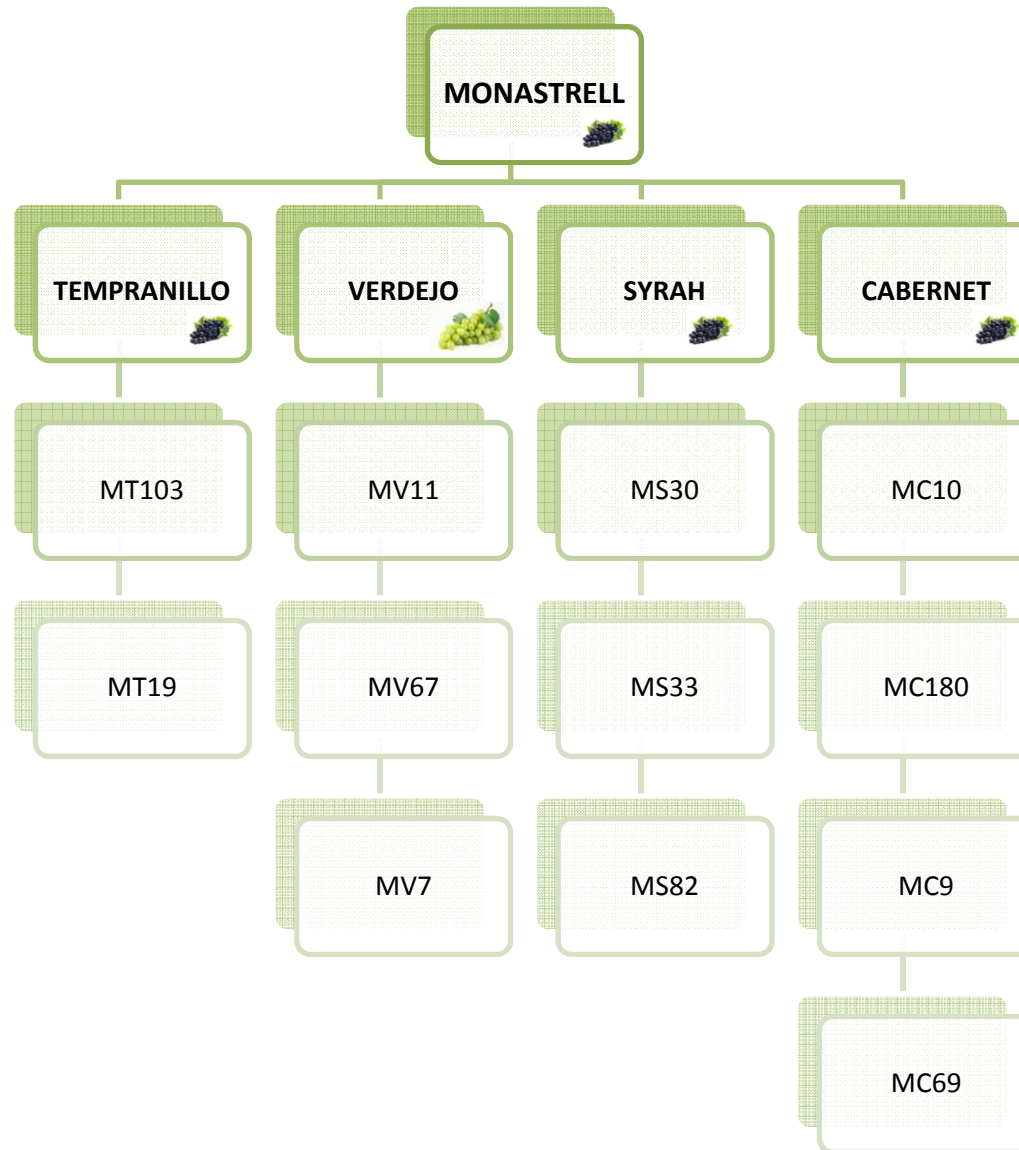 MONASTRELL
TEMPRANILLO
VERDEJO
SYRAH
CABERNET
MT103
MV11
MS30
MC10
MT19
MV67
MS33
MC180
MV7
MS82
MC9
MC69